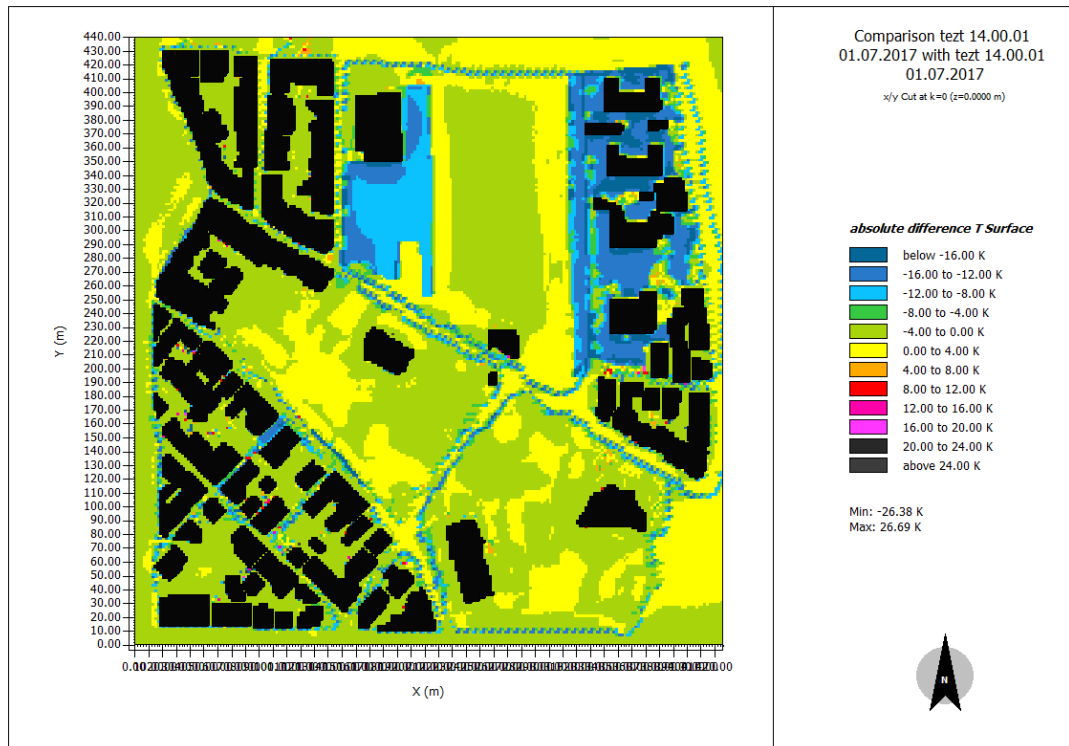 Comparison tezt 14.00.01
01.07.2017 with tezt 14.00.01
01.07.2017
x/y Cut at k=0 (z=0.0000 m)
440.00
430.00
420.00
410.00
400.00
390.00
380.00
370.00
360.00
350.00
340.00
330.00
320.00
310.00
300.00
290.00
280.00
270.00
260.00
250.00
240.00
230.00
220.00
210.00
200.00
190.00
180.00
170.00
160.00
150.00
140.00
130.00
120.00
110.00
100.00
90.00
80.00
70.00
60.00
50.00
40.00
30.00
20.00
10.00
0.00
Y (m)
X (m)
absolute difference T Surface
below -16.00 K
-16.00 to -12.00 K
-12.00 to -8.00 K
-8.00 to -4.00 K
-4.00 to 0.00 K
0.00 to 4.00 K
4.00 to 8.00 K
8.00 to 12.00 K
12.00 to 16.00 K
16.00 to 20.00 K
20.00 to 24.00 K
above 24.00 K
Min: -26.38 K
Max: 26.69 K
N